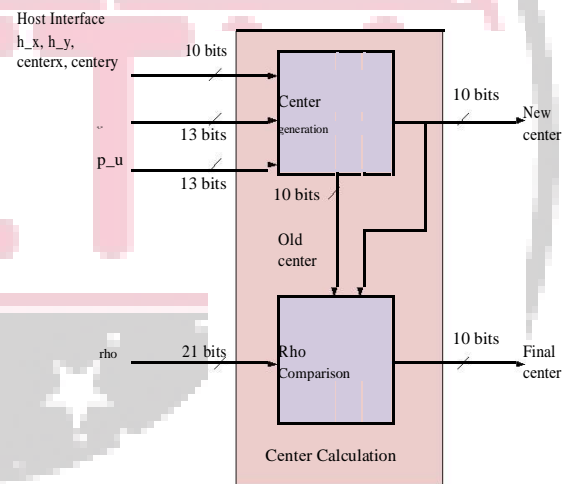 Host Interface
h_x, h_y,
centerx, centery
10 bits
13 bits
p_u
13 bits
Center
generation
10 bits
New
center
10 bits
Old
center
rho
21 bits
Rho
Comparison
10 bits
Final
center
Center Calculation